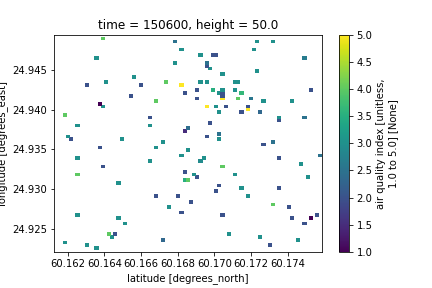 time = 150600, height = 50.0
24.945
24.940
24.935
24.930
24.925
longitude [degrees_east]
60.162 60.164 60.166 60.168 60.170 60.172 60.174
latitude [degrees_north]
5.0
4.5
4.0
3.5
3.0
2.5
2.0
1.5
1.0
air quality index [unitless,
1.0 to 5.0] [None]